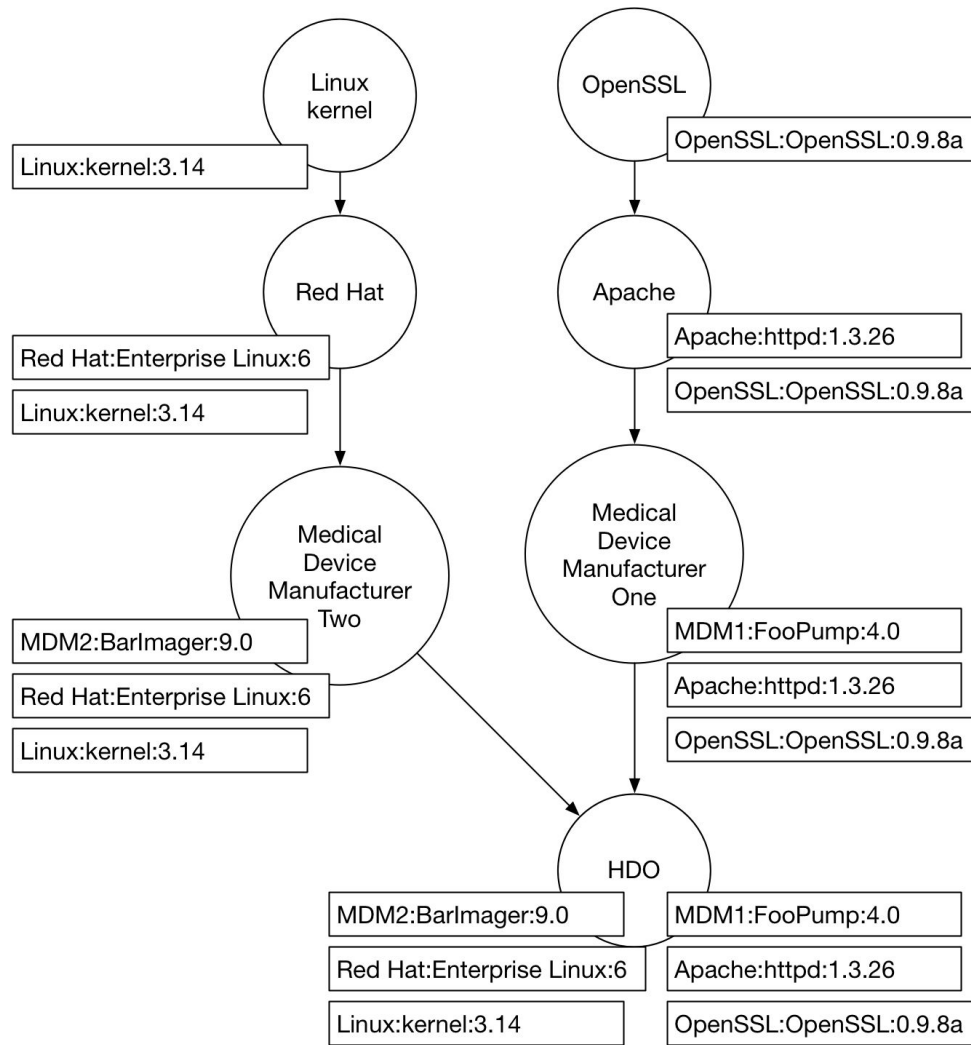 Linux
kernel
OpenSSL
Linux:kernel:3.14
OpenSSL:OpenSSL:0.9.8a
Red Hat
Apache
Red Hat:Enterprise Linux:6
Linux:kernel:3.14
Apache:httpd:1.3.26
OpenSSL:OpenSSL:0.9.8a
Medical
Device
Manufacturer
Two
Medical
Device
Manufacturer
One
MDM2:BarImager:9.0
Red Hat:Enterprise Linux:6
Linux:kernel:3.14
MDM1:FooPump:4.0
Apache:httpd:1.3.26
OpenSSL:OpenSSL:0.9.8a
HDO
MDM2:BarImager:9.0
Red Hat:Enterprise Linux:6
Linux:kernel:3.14
MDM1:FooPump:4.0
Apache:httpd:1.3.26
OpenSSL:OpenSSL:0.9.8a